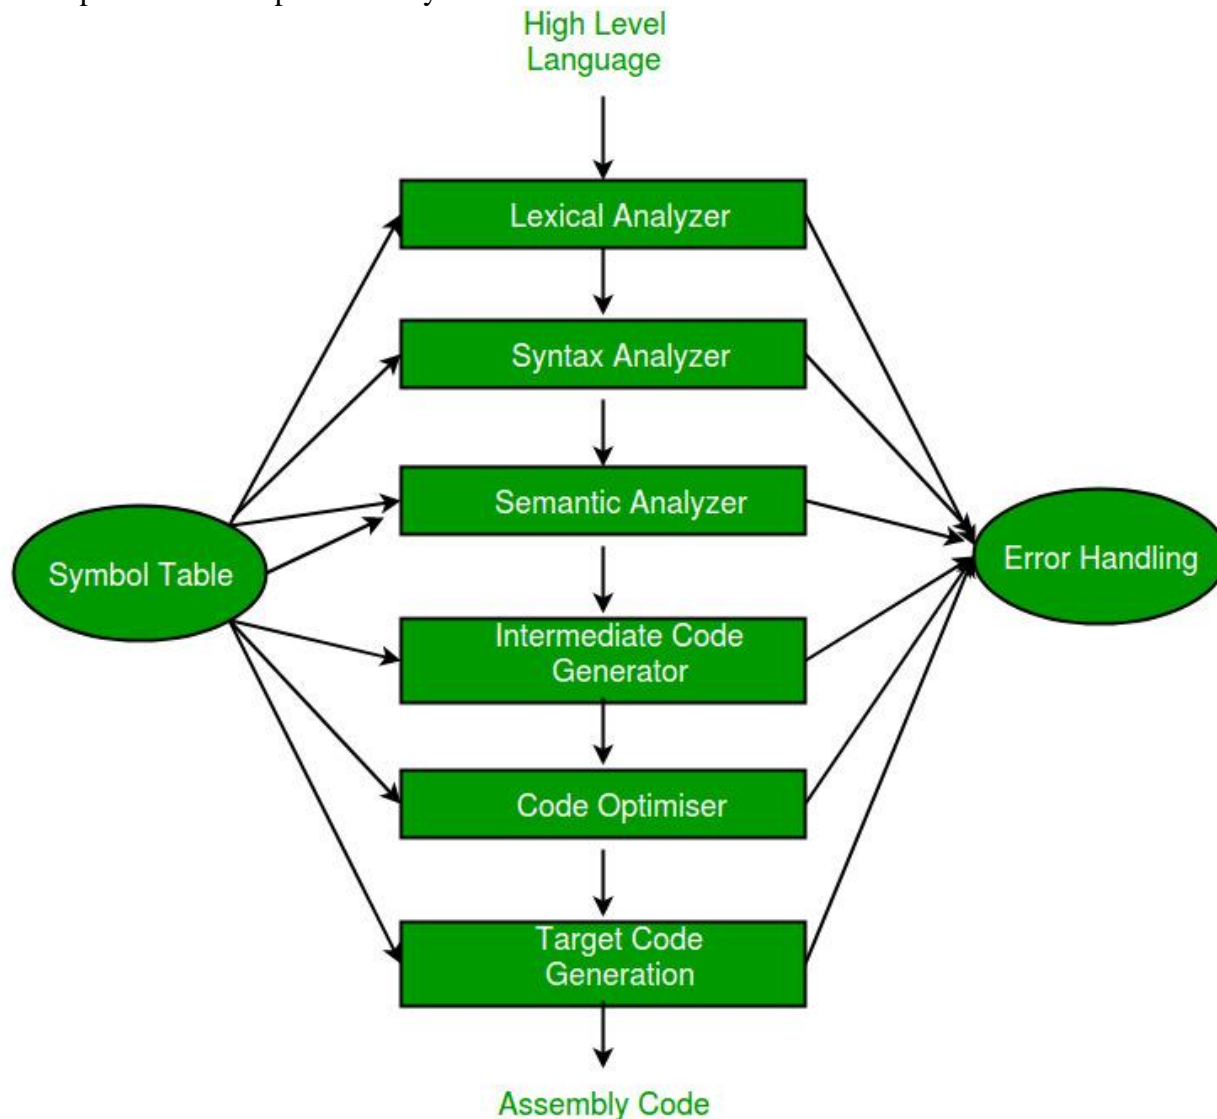 High Level
Language
Lexical Analyzer
Syntax Analyzer
Semantic Analyzer
Symbol Table
Error Handling
Intermediate Code
Generator
Code Optimiser
Target Code
Generation
Assembly Code